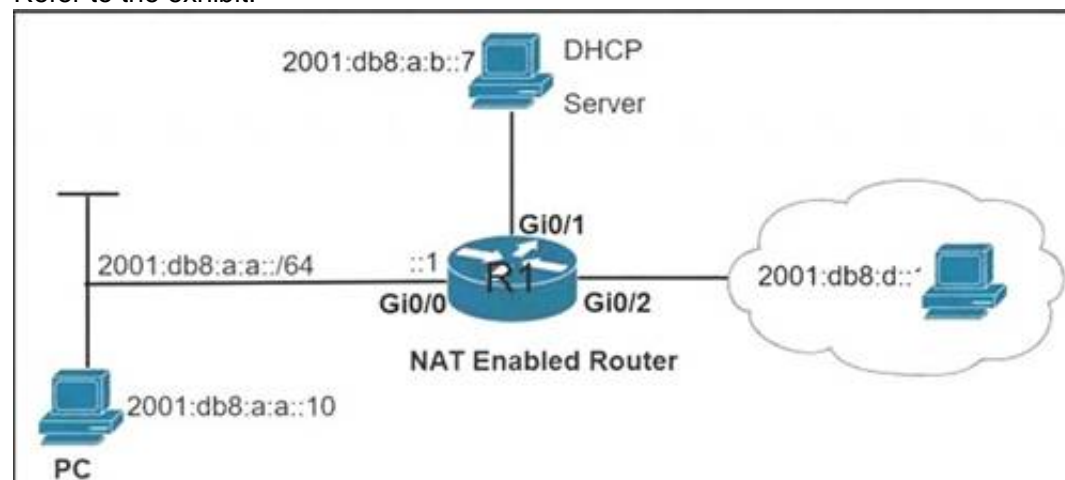 Refer to the exhibit.
2001:db8:a:b::7
DHCP
Server
Gi0/1
2001:db8:a:a::/64
::1
R1
2001:db8:d::
Gi0/0
Gi0/2
NAT Enabled Router
2001:db8:a:a::10
PC